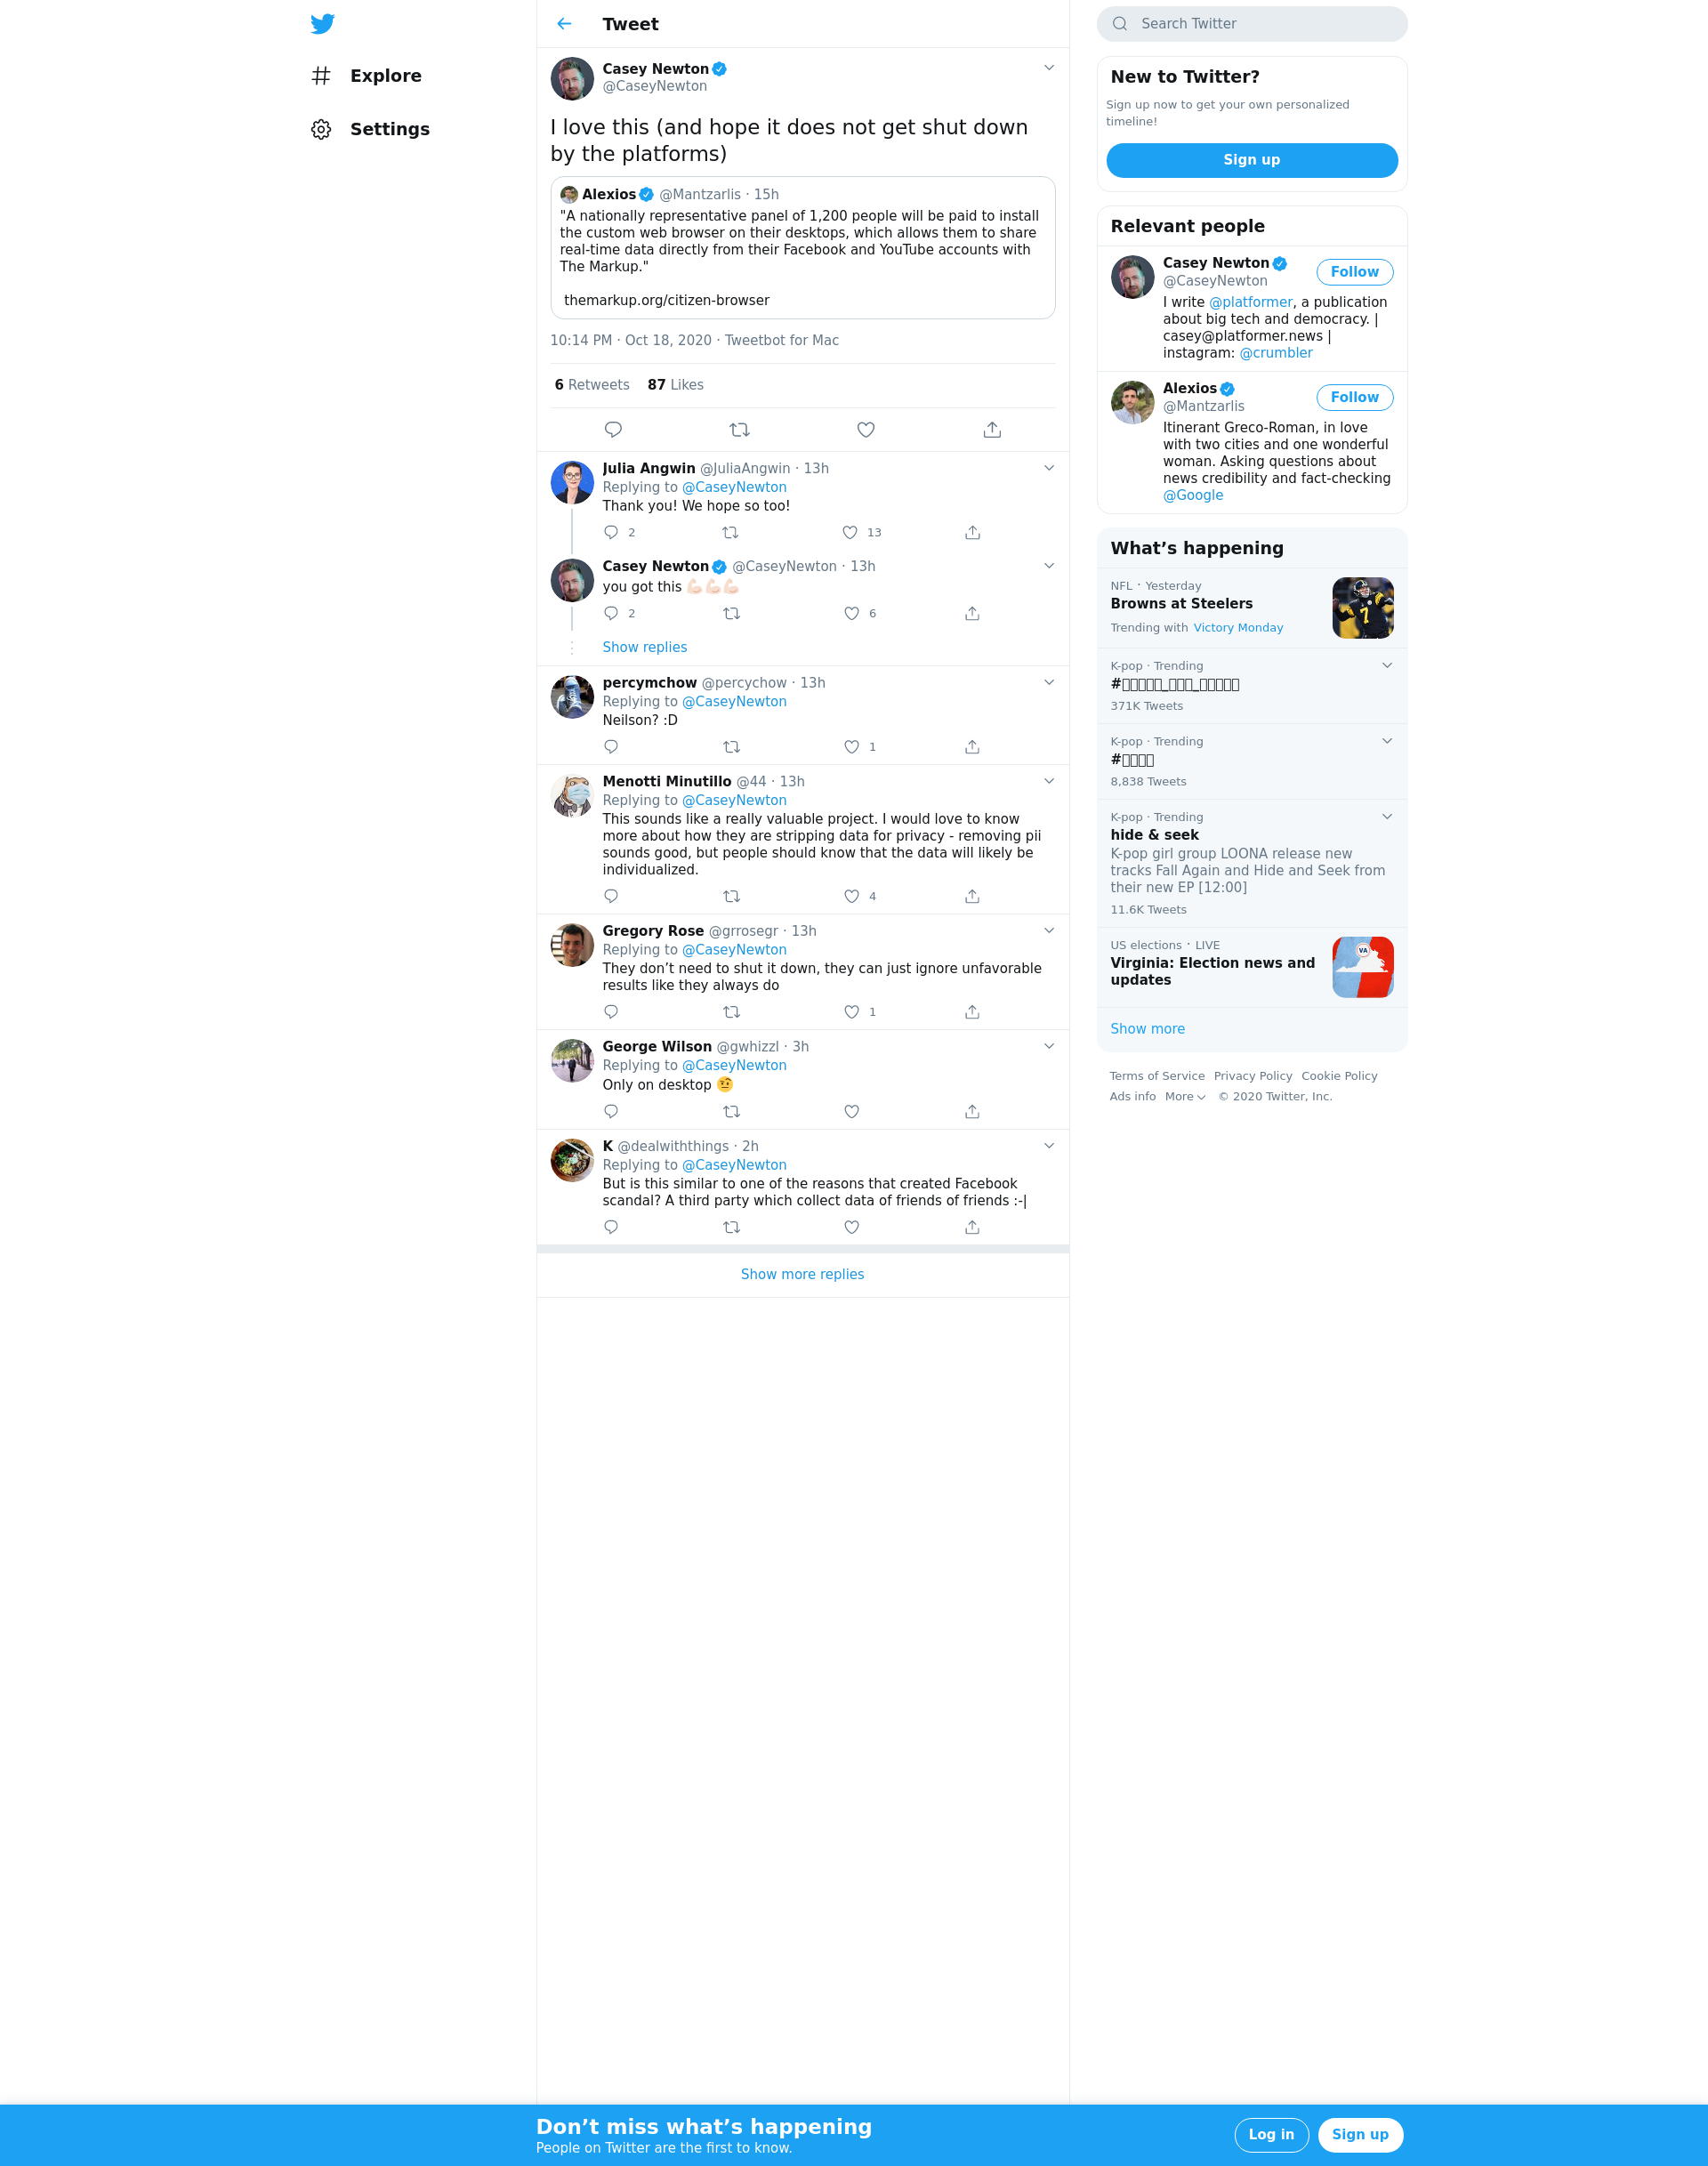 Explore
Settings
Tweet
Casey Newton
@CaseyNewton
I love this (and hope it does not get shut down
by the platforms)
Alexios @Mantzarlis · 15h
"A nationally representative panel of 1,200 people will be paid to install
the custom web browser on their desktops, which allows them to share
real-time data directly from their Facebook and YouTube accounts with
The Markup."
themarkup.org/citizen-browser
10:14 PM · Oct 18, 2020 · Tweetbot for Mac
6 Retweets 87 Likes
Julia Angwin @JuliaAngwin · 13h
Replying to @CaseyNewton
Thank you! We hope so too!
2 13
Casey Newton @CaseyNewton · 13h
you got this 💪🏻💪🏻💪🏻
2 6
Show replies
percymchow @percychow · 13h
Replying to @CaseyNewton
Neilson? :D
1
Menotti Minutillo @44 · 13h
Replying to @CaseyNewton
This sounds like a really valuable project. I would love to know
more about how they are stripping data for privacy - removing pii
sounds good, but people should know that the data will likely be
individualized.
4
Gregory Rose @grrosegr · 13h
Replying to @CaseyNewton
They don’t need to shut it down, they can just ignore unfavorable
results like they always do
1
George Wilson @gwhizzl · 3h
Replying to @CaseyNewton
Only on desktop 🤨
K @dealwiththings · 2h
Replying to @CaseyNewton
But is this similar to one of the reasons that created Facebook
scandal? A third party which collect data of friends of friends :-|
Show more replies
Search Twitter
New to Twitter?
Sign up now to get your own personalized
timeline!
Sign up
Relevant people
Casey Newton
@CaseyNewton
Follow
I write @platformer, a publication
about big tech and democracy. |
casey@platformer.news |
instagram: @crumbler
Alexios
@Mantzarlis
Follow
Itinerant Greco-Roman, in love
with two cities and one wonderful
woman. Asking questions about
news credibility and fact-checking
@Google
What’s happening
NFL · Yesterday
Browns at Steelers
Trending with Victory Monday
7
K-pop · Trending
371K Tweets
K-pop · Trending
8,838 Tweets
K-pop · Trending
hide & seek
K-pop girl group LOONA release new
tracks Fall Again and Hide and Seek from
their new EP [12:00]
11.6K Tweets
US elections · LIVE
Virginia: Election news and
updates
VA
Show more
Terms of Service Privacy Policy Cookie Policy
Ads info More © 2020 Twitter, Inc.
Don’t miss what’s happening
People on Twitter are the first to know.
Log in
Sign up